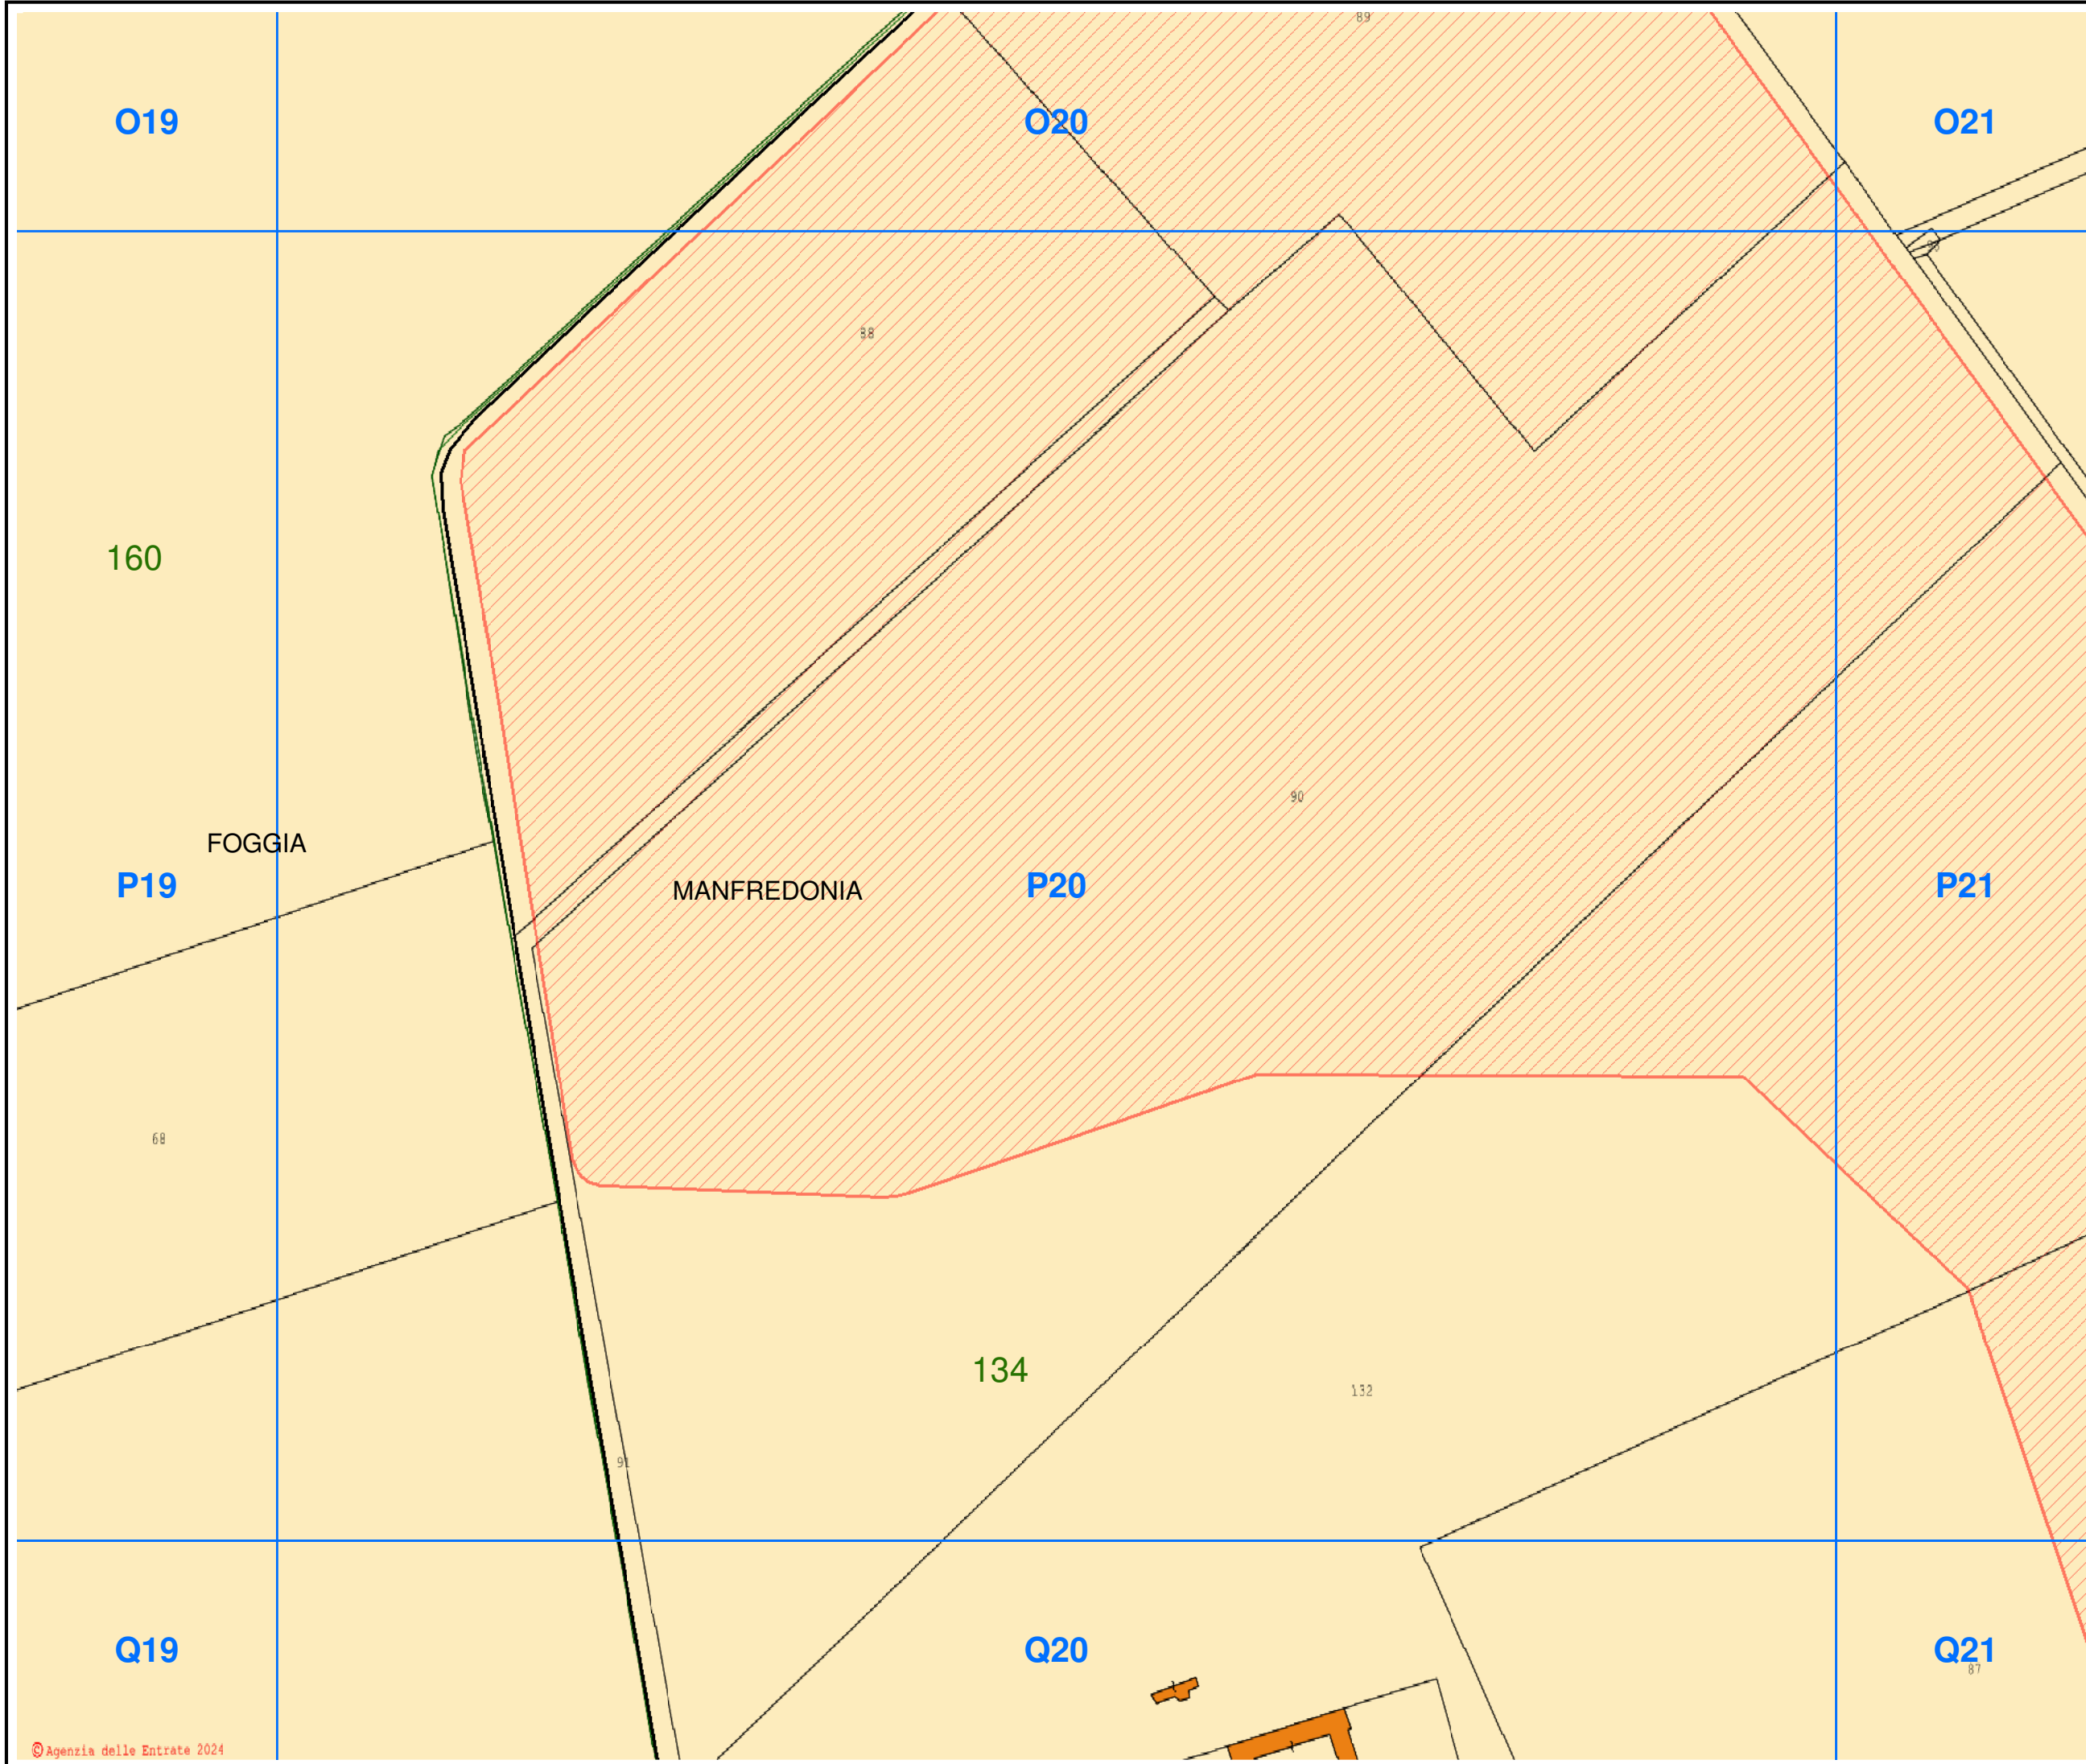 89
O19
O20
O21
88
160
90
FOGGIA
P19
MANFREDONIA
P20
P21
68
134
132
91
Q19
Q20
Q21
87
©Agenzia delle Entrate 2024